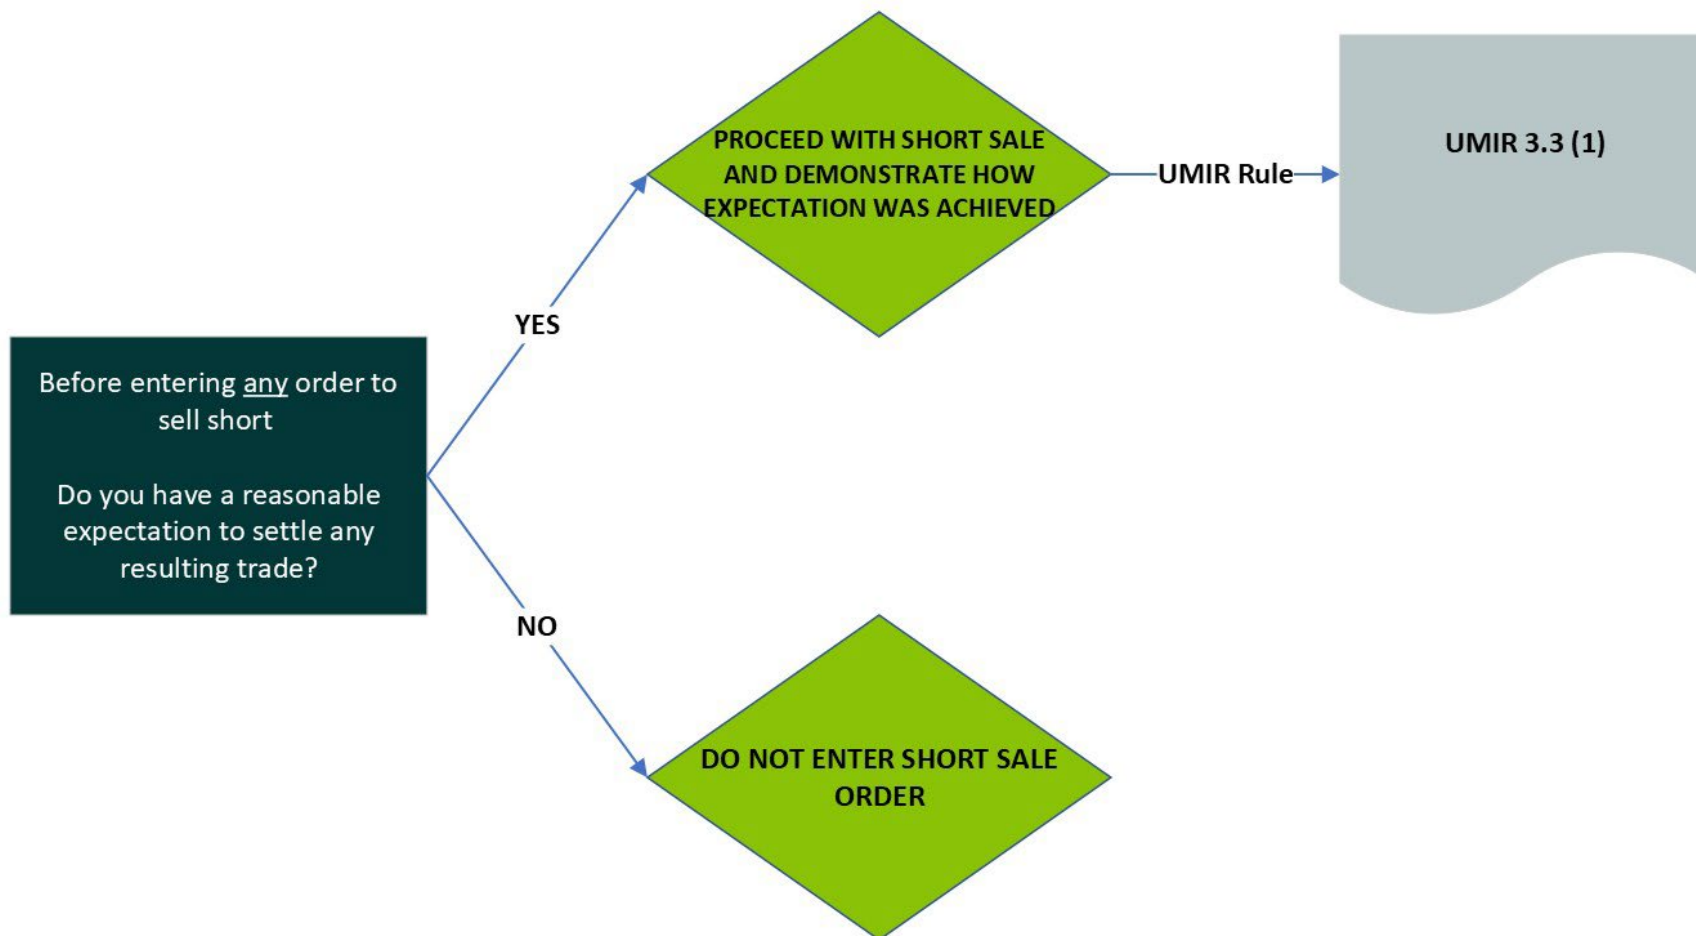 Before entering any order to
sell short
Do you have a reasonable
expectation to settle any
resulting trade?
YES
PROCEED WITH SHORT SALE
AND DEMONSTRATE HOW
EXPECTATION WAS ACHIEVED
UMIR Rule
UMIR 3.3 (1)
NO
DO NOT ENTER SHORT SALE
ORDER